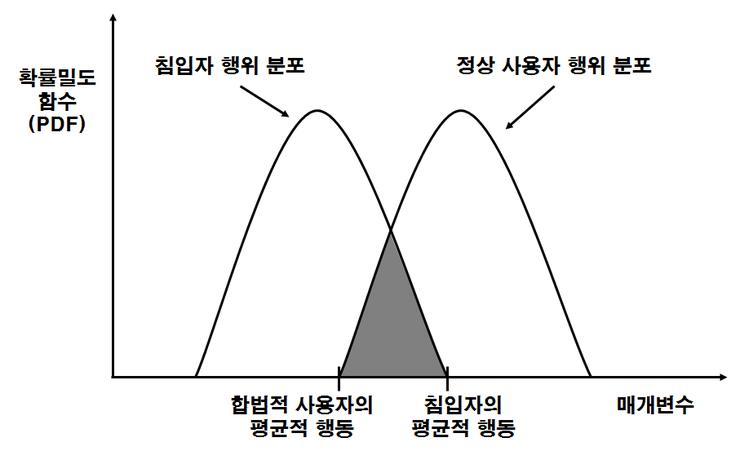 침입자 행위 분포
정상 사용자 행위 분포
확률밀도
함수
(PDF)
합법적 사용자의
평균적 행동
침입자의
평균적 행동
매개변수